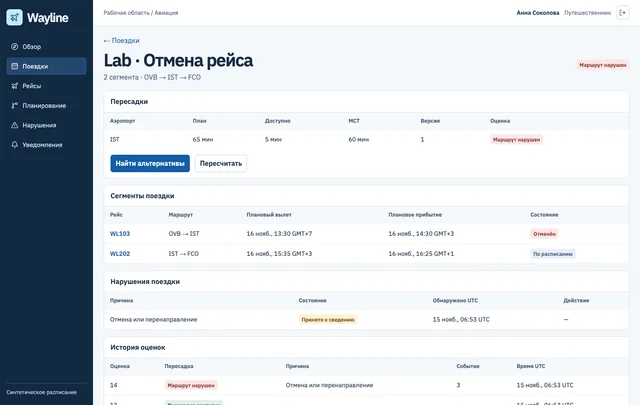 Wayline
Рабочая область / Авиация
Анна Соколова Путешественник
Обзор
Поездки
Рейсы
Планирование
Нарушения
Уведомления
Синтетическое расписание
← Поездки
Lab · Отмена рейса
2 сегмента · OVB → IST → FCO
Маршрут нарушен
Пересадки
Аэропорт План Доступно МСТ Версия Оценка
IST 65 мин 5 мин 60 мин 1 Маршрут нарушен
Найти альтернативы Пересчитать
Сегменты поездки
Рейс Маршрут Плановый вылет Плановое прибытие Состояние
WL103 OVB → IST 16 нояб., 13:30 GMT+7 16 нояб., 14:30 GMT+3 Отменён
WL202 IST → FCO 16 нояб., 15:35 GMT+3 16 нояб., 16:25 GMT+1 По расписанию
Нарушения поездки
Причина Состояние Обнаружено UTC Действие
Отмена или перенаправление Принято к сведению 15 нояб., 06:53 UTC —
История оценок
Оценка Пересадка Причина Событие Время UTC
14 Маршрут нарушен Отмена или перенаправление 3 15 нояб., 06:53 UTC